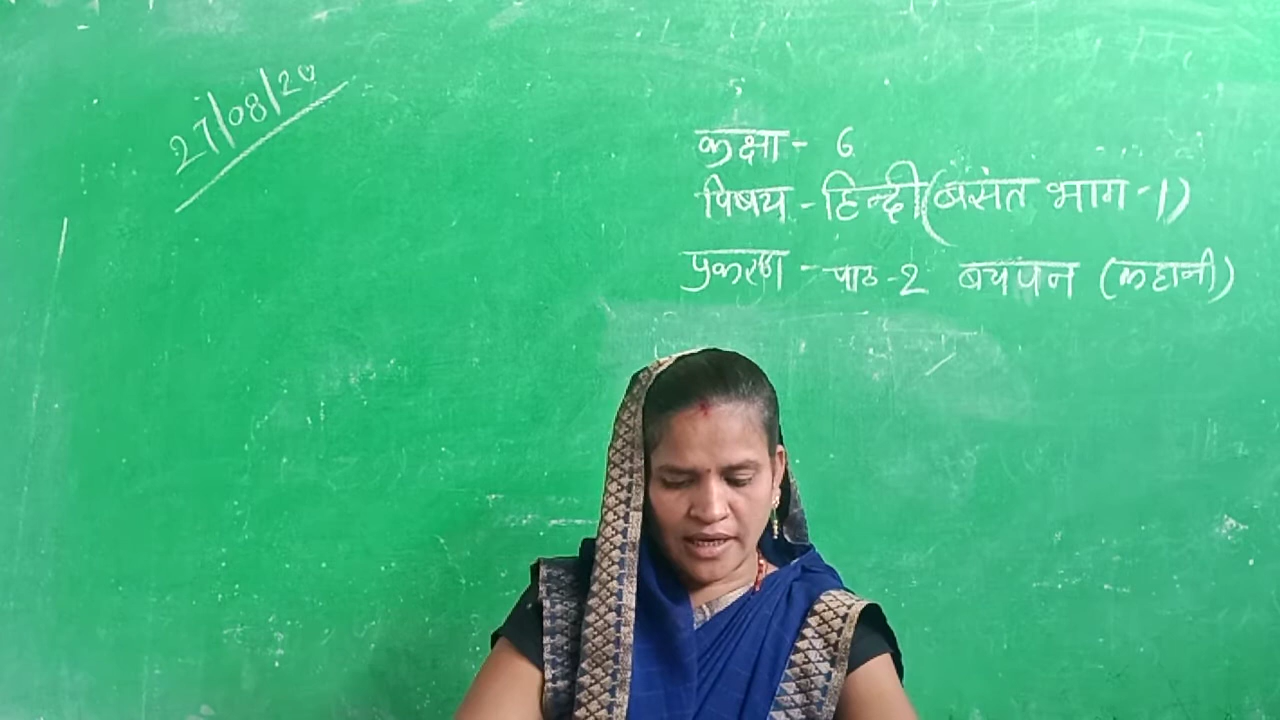 27/08/20
कक्षा - 6
विषय - हिन्दी (बसंत भाग-1)
प्रकरण - पाठ-2 बचपन (कहानी)